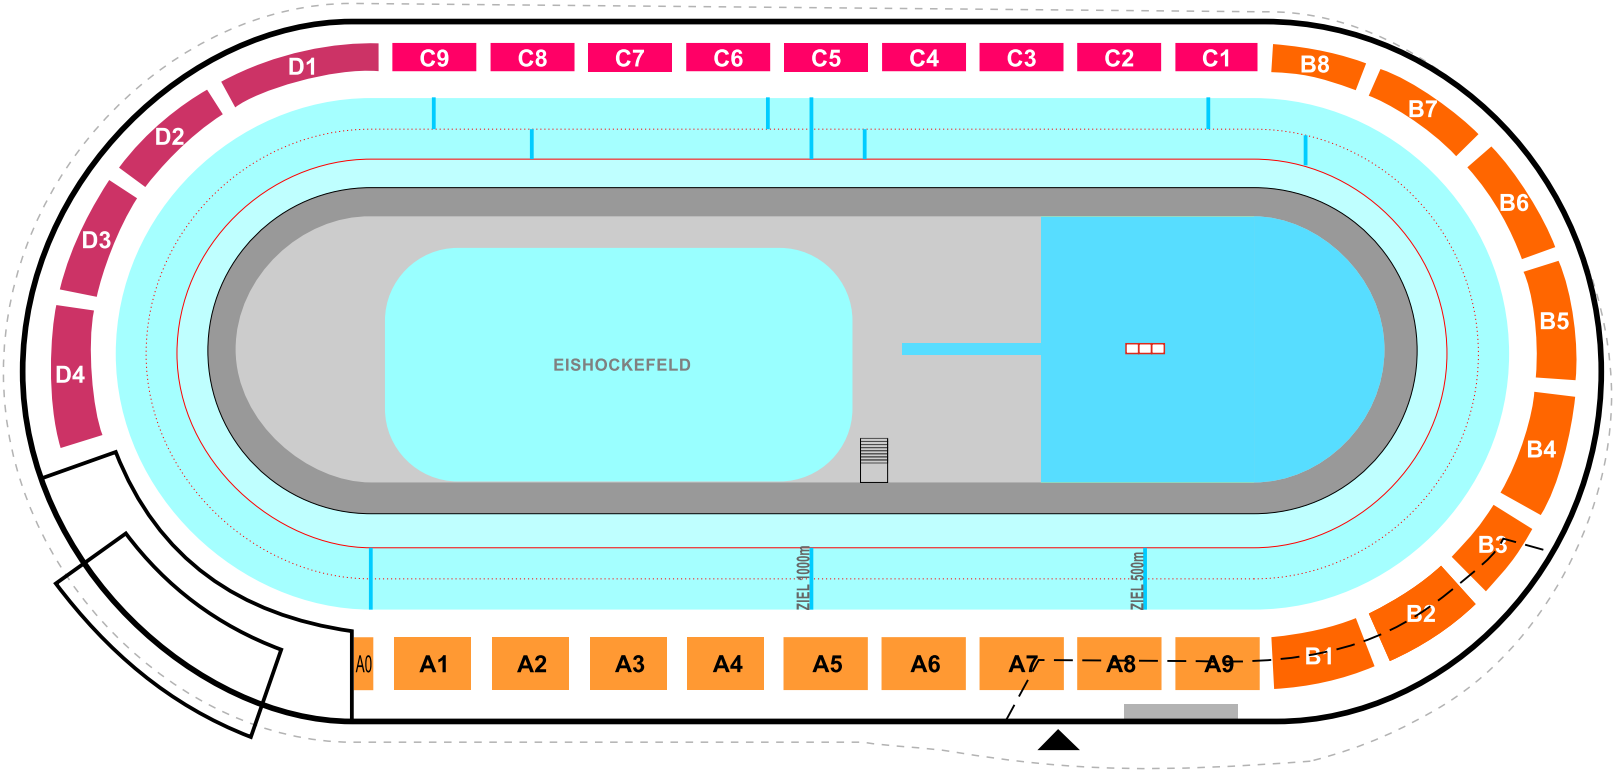 D1
C9
C8
C7
C6
C5
C4
C3
C2
C1
B8
D2
B7
D3
B6
D4
B5
EISHOCKEFELD
B4
B3
ZIEL 1000m
ZIEL 500m
B2
B1
A0
A1
A2
A3
A4
A5
A6
A7
A8
A9